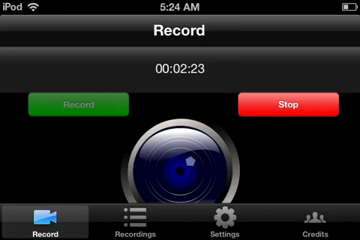 iPod 5:24 AM
Record
00:02:23
Record Stop
Record Recordings Settings Credits